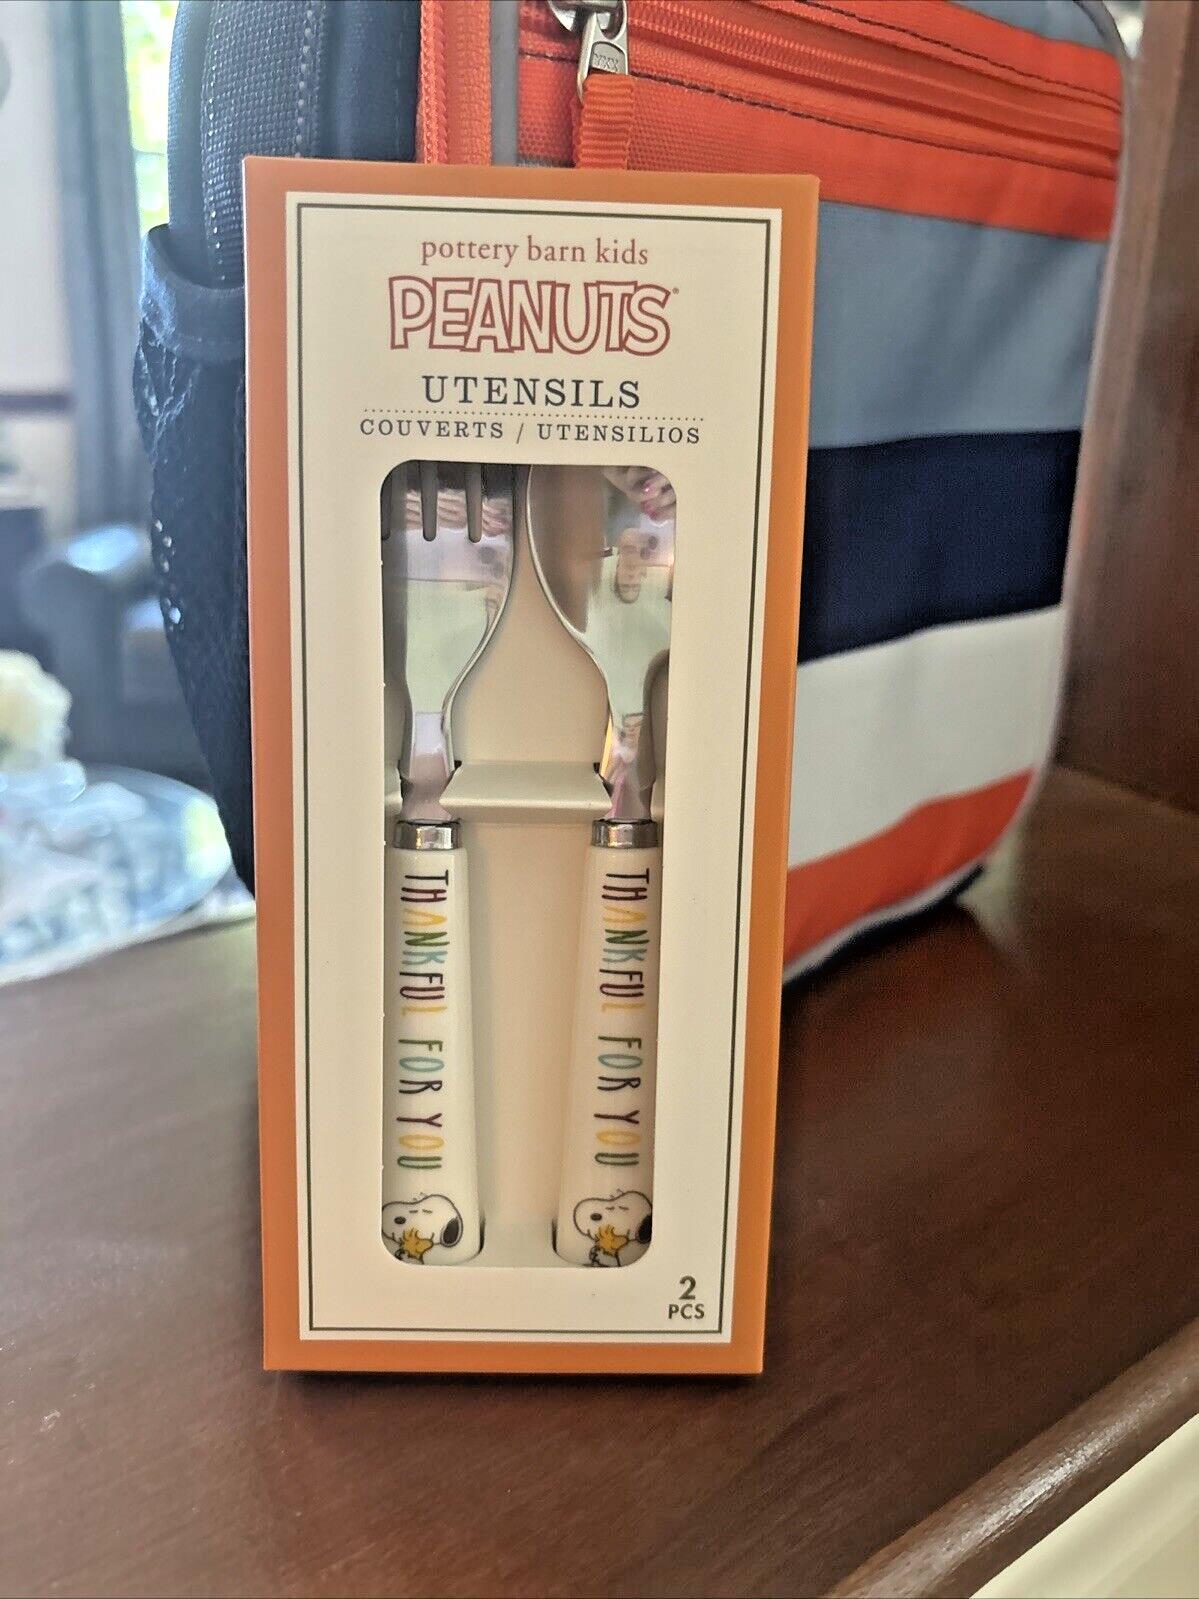 pottery barn kids
PEANUTS®
UTENSILS
COUVERTS / UTENSILIOS
THANKFUL FOR YOU
THANKFUL FOR YOU
2
PCS